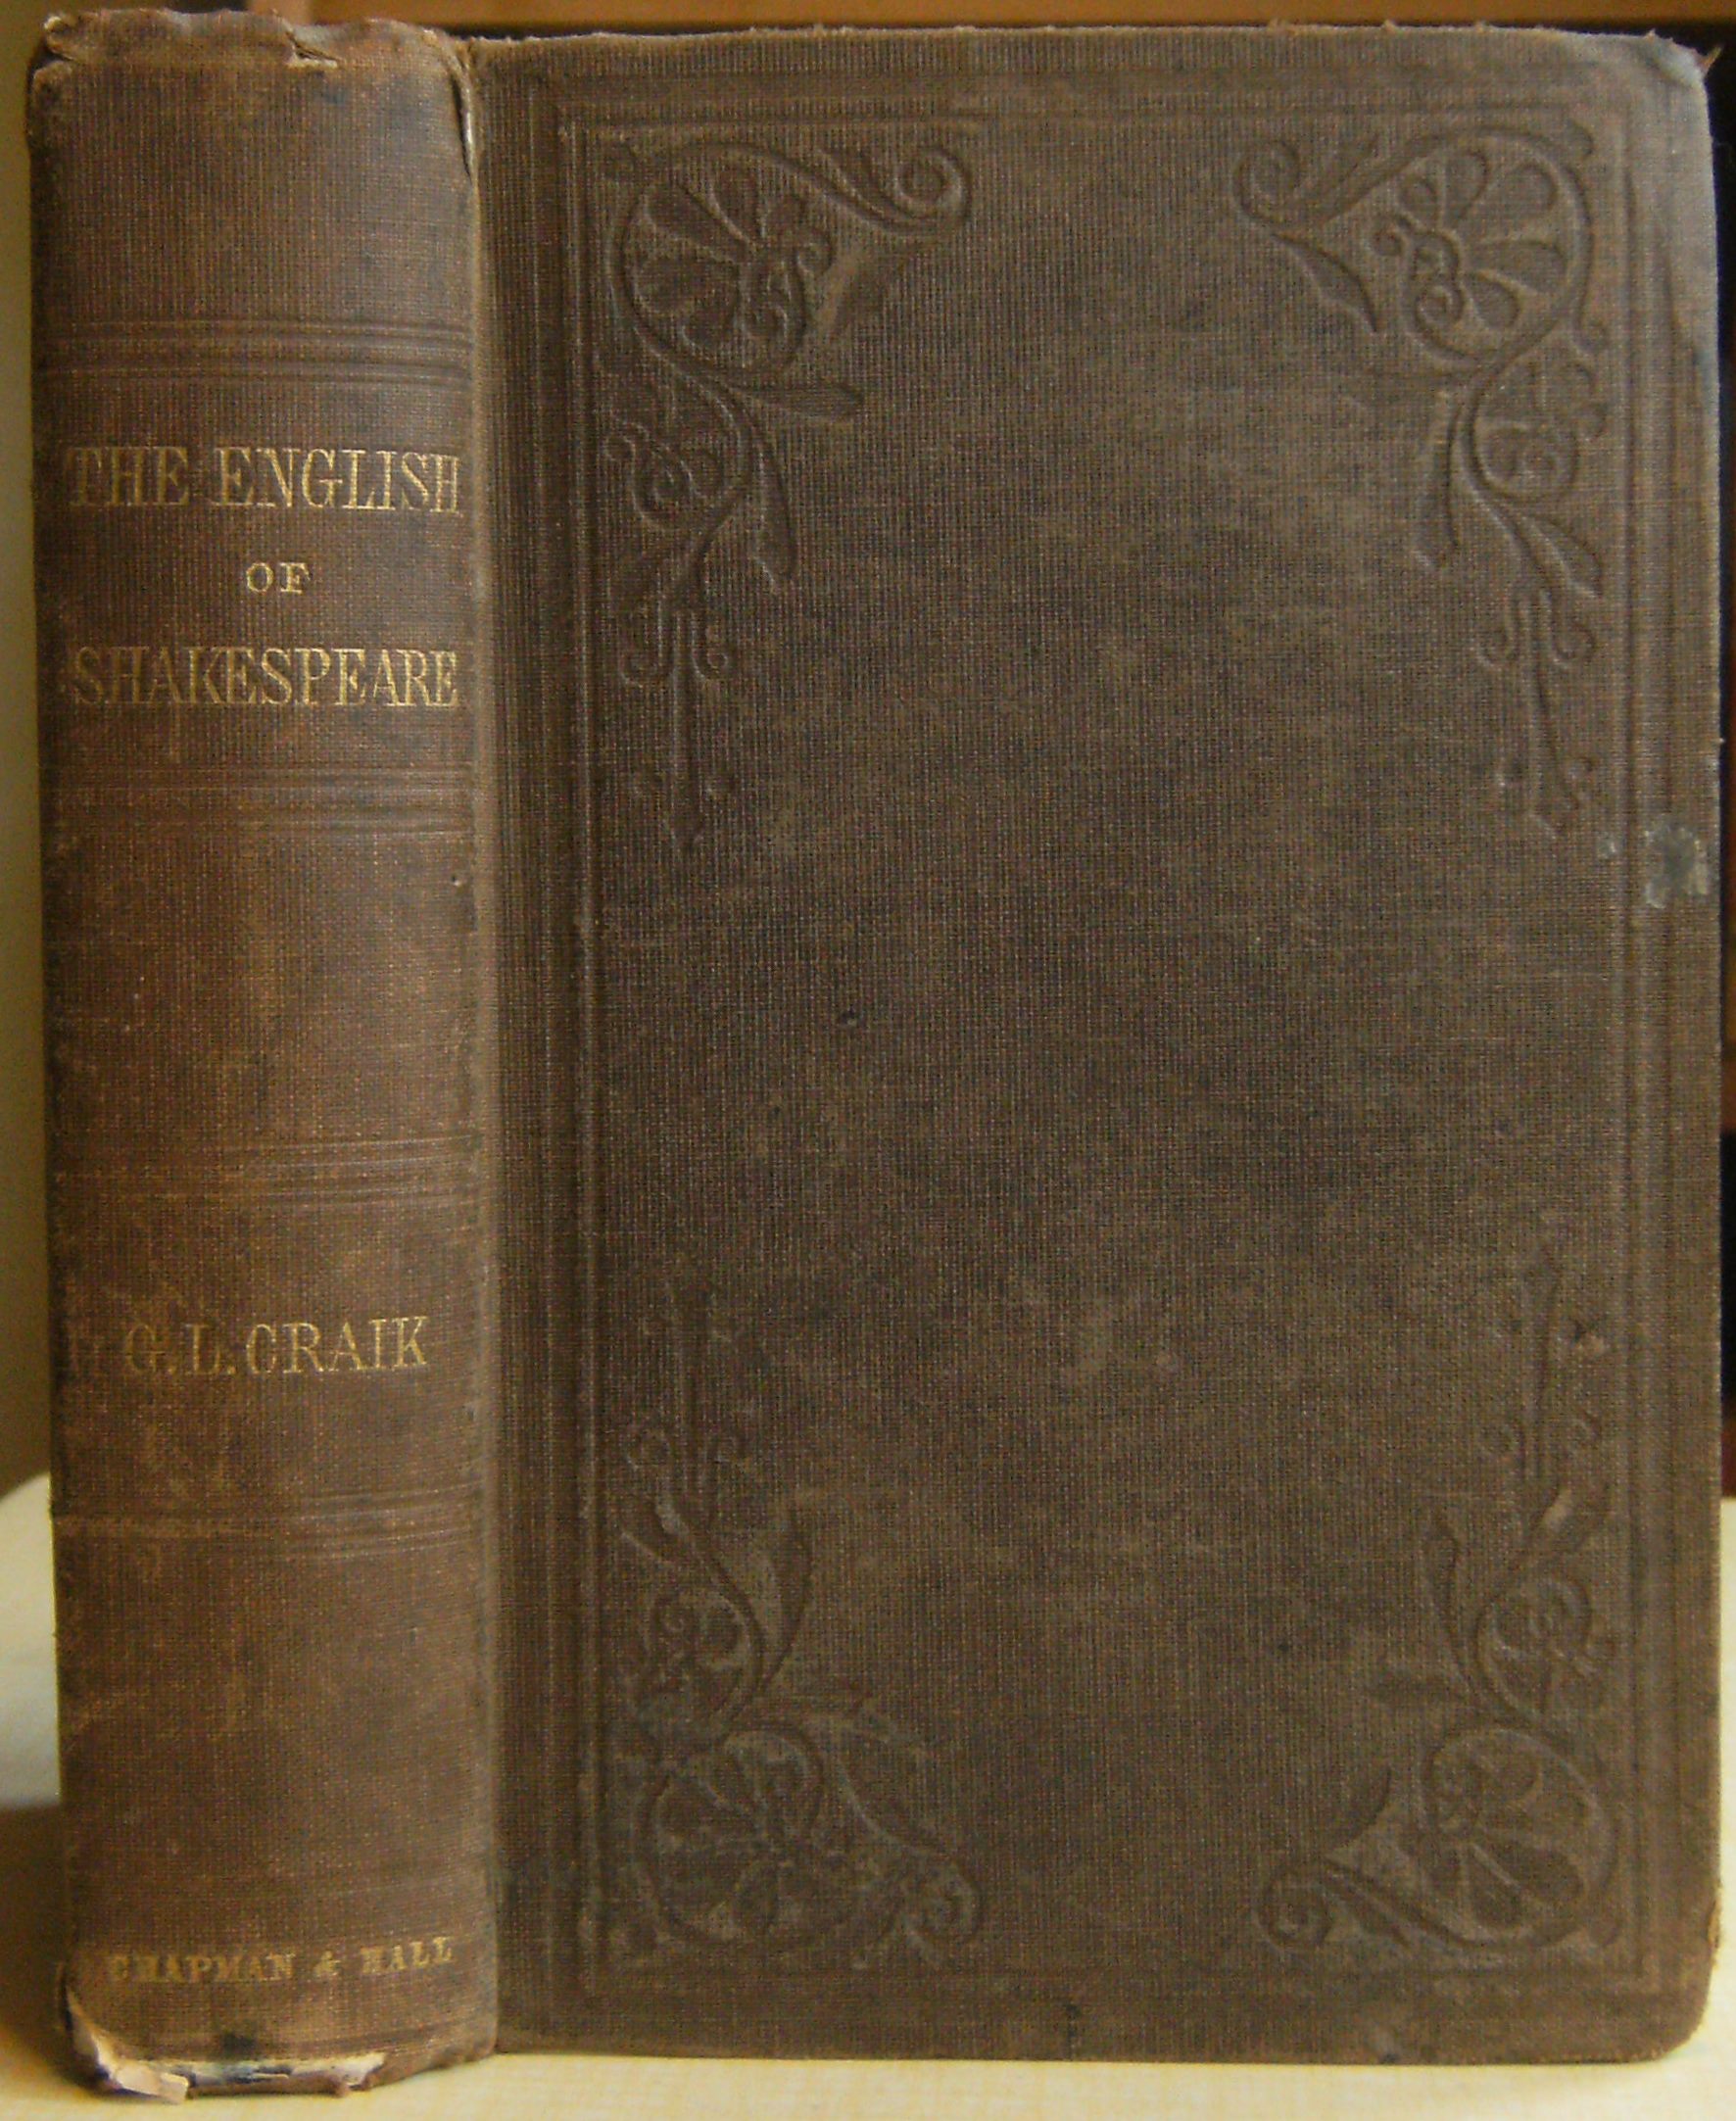 THE ENGLISH
OF
SHAKESPEARE
G. L. CRAIK
CHAPMAN & HALL